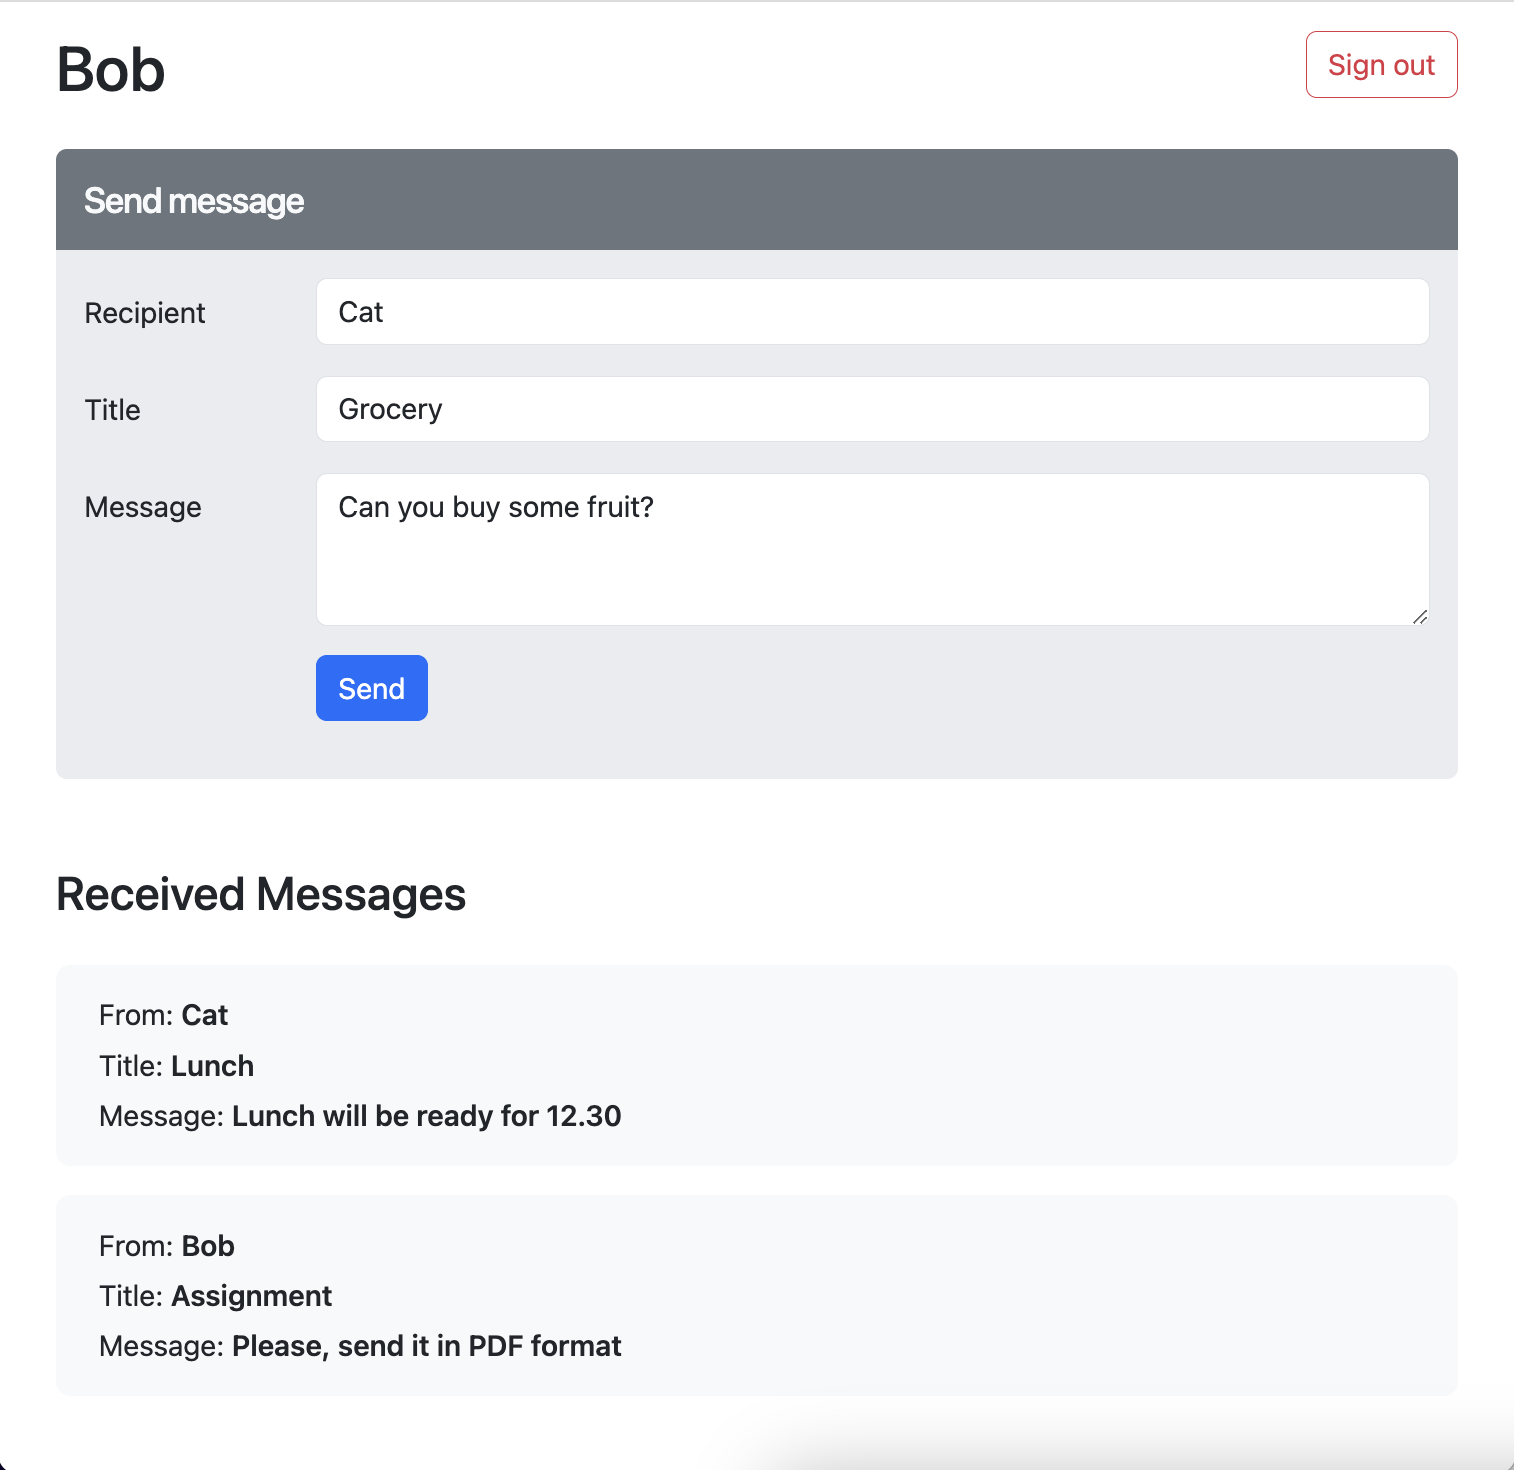 Bob
Sign out
Send message
Recipient
Cat
Title
Grocery
Message
Can you buy some fruit?
Send
Received Messages
From: Cat
Title: Lunch
Message: Lunch will be ready for 12.30
From: Bob
Title: Assignment
Message: Please, send it in PDF format